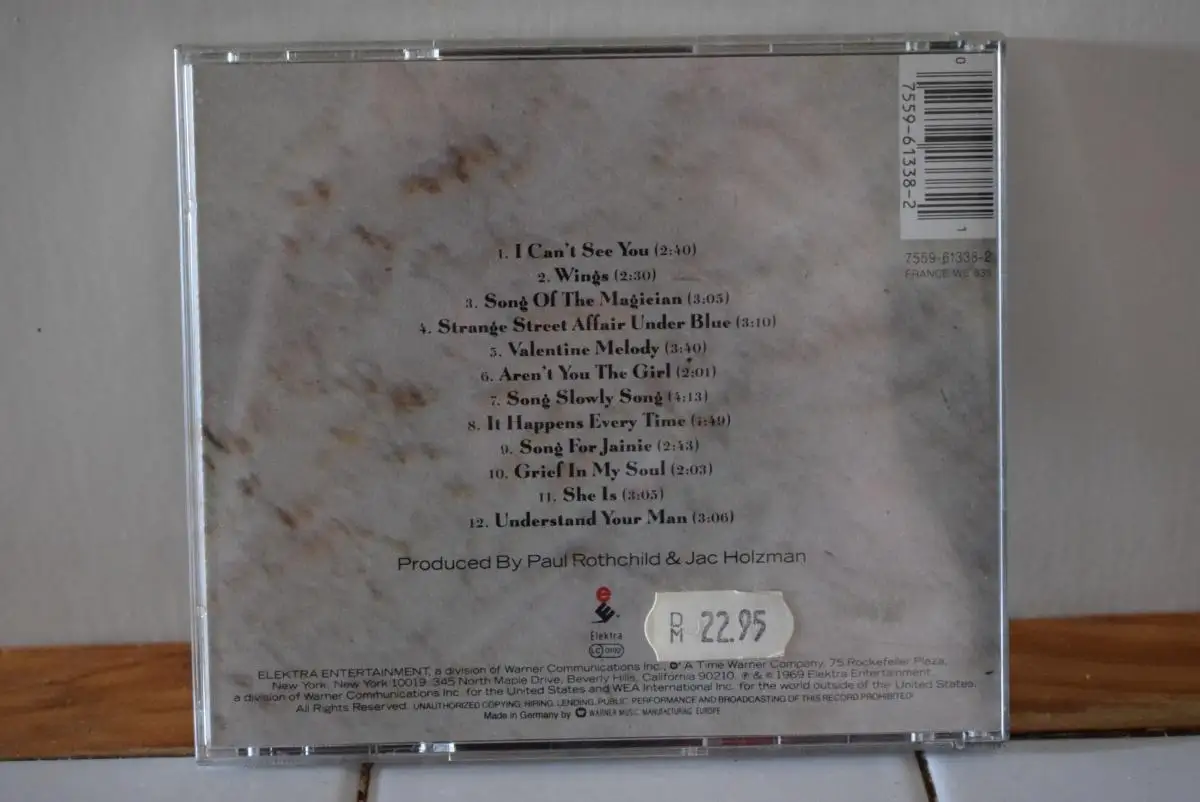 1. I Can't See You (2:40)
2. Wings (2:30)
3. Song Of The Magician (3:05)
4. Strange Street Affair Under Blue (3:10)
5. Valentine Melody (3:40)
6. Aren't You The Girl (2:01)
7. Song Slowly Song (4:13)
8. It Happens Every Time (1:49)
9. Song For Jainie (2:43)
10. Grief In My Soul (2:03)
11. She Is (3:05)
12. Understand Your Man (3:06)
Produced By Paul Rothchild & Jac Holzman
Elektra
LC 0192
DM 22.95
ELEKTRA ENTERTAINMENT, a division of Warner Communications Inc., A Time Warner Company. 75 Rockefeller Plaza,
New York, New York 10019. 345 North Maple Drive, Beverly Hills, California 90210. ℗ & © 1969 Elektra Entertainment,
a division of Warner Communications Inc. for the United States and WEA International Inc. for the world outside of the United States.
All Rights Reserved. UNAUTHORIZED COPYING, HIRING, LENDING, PUBLIC PERFORMANCE AND BROADCASTING OF THIS RECORD PROHIBITED!
Made in Germany by WARNER MUSIC MANUFACTURING EUROPE
0 7559-61338-2 1
7559-61338-2
FRANCE: WE 835